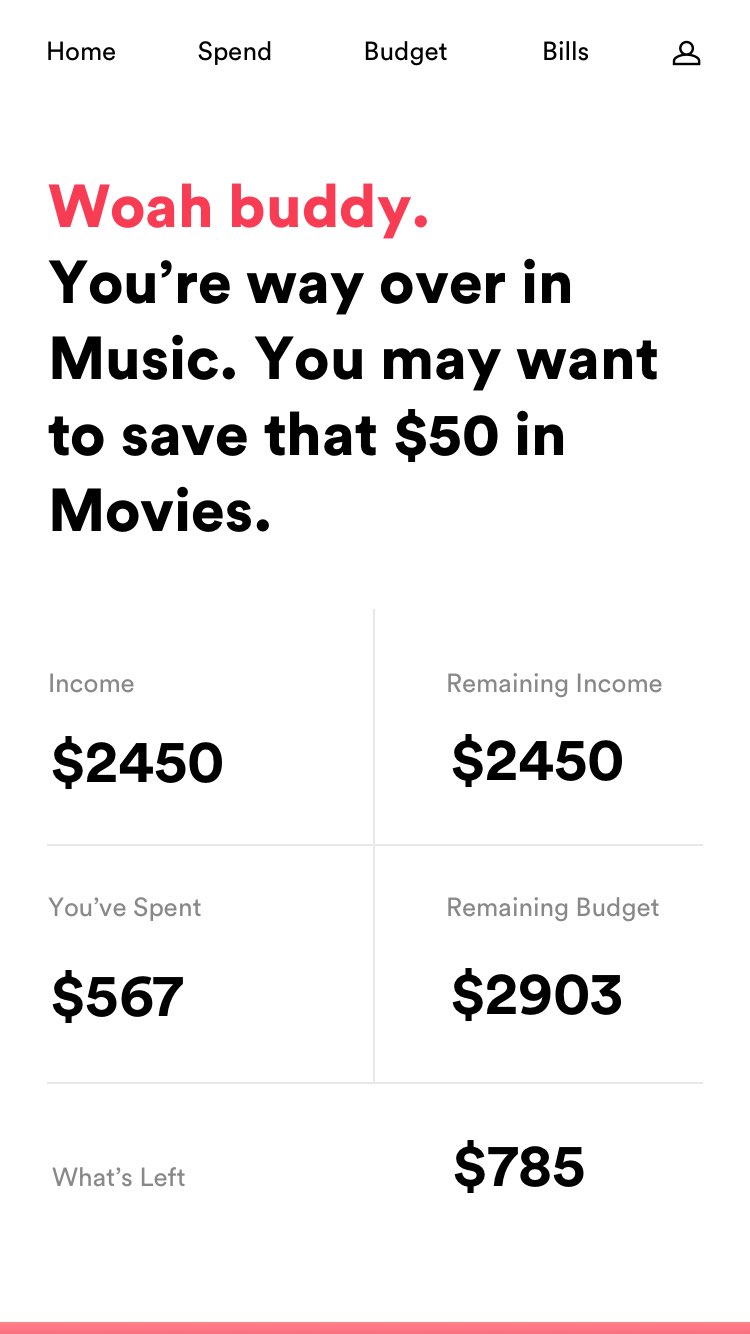 Home Spend Budget Bills
Woah buddy.
You’re way over in
Music. You may want
to save that $50 in
Movies.
Income
Remaining Income
$2450
$2450
You’ve Spent
Remaining Budget
$567
$2903
What’s Left
$785